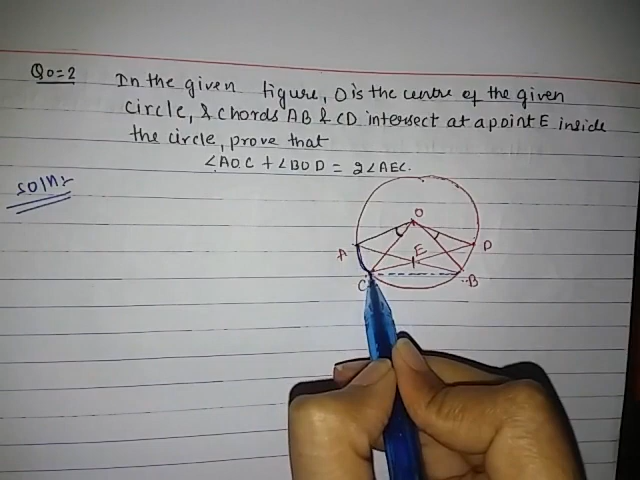 Qo=2 In the given figure, O is the centre of the given
circle, & chords AB & CD intersect at a point E inside
the circle, prove that
∠AOC + ∠BOD = 2∠AEC.
Soln:
O
A E D
C B